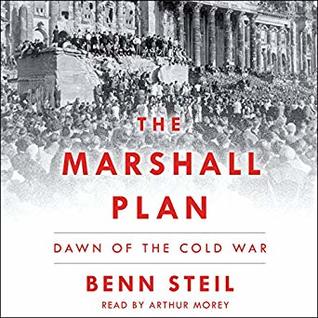 THE
MARSHALL
PLAN
DAWN OF THE COLD WAR
BENN STEIL
READ BY ARTHUR MOREY